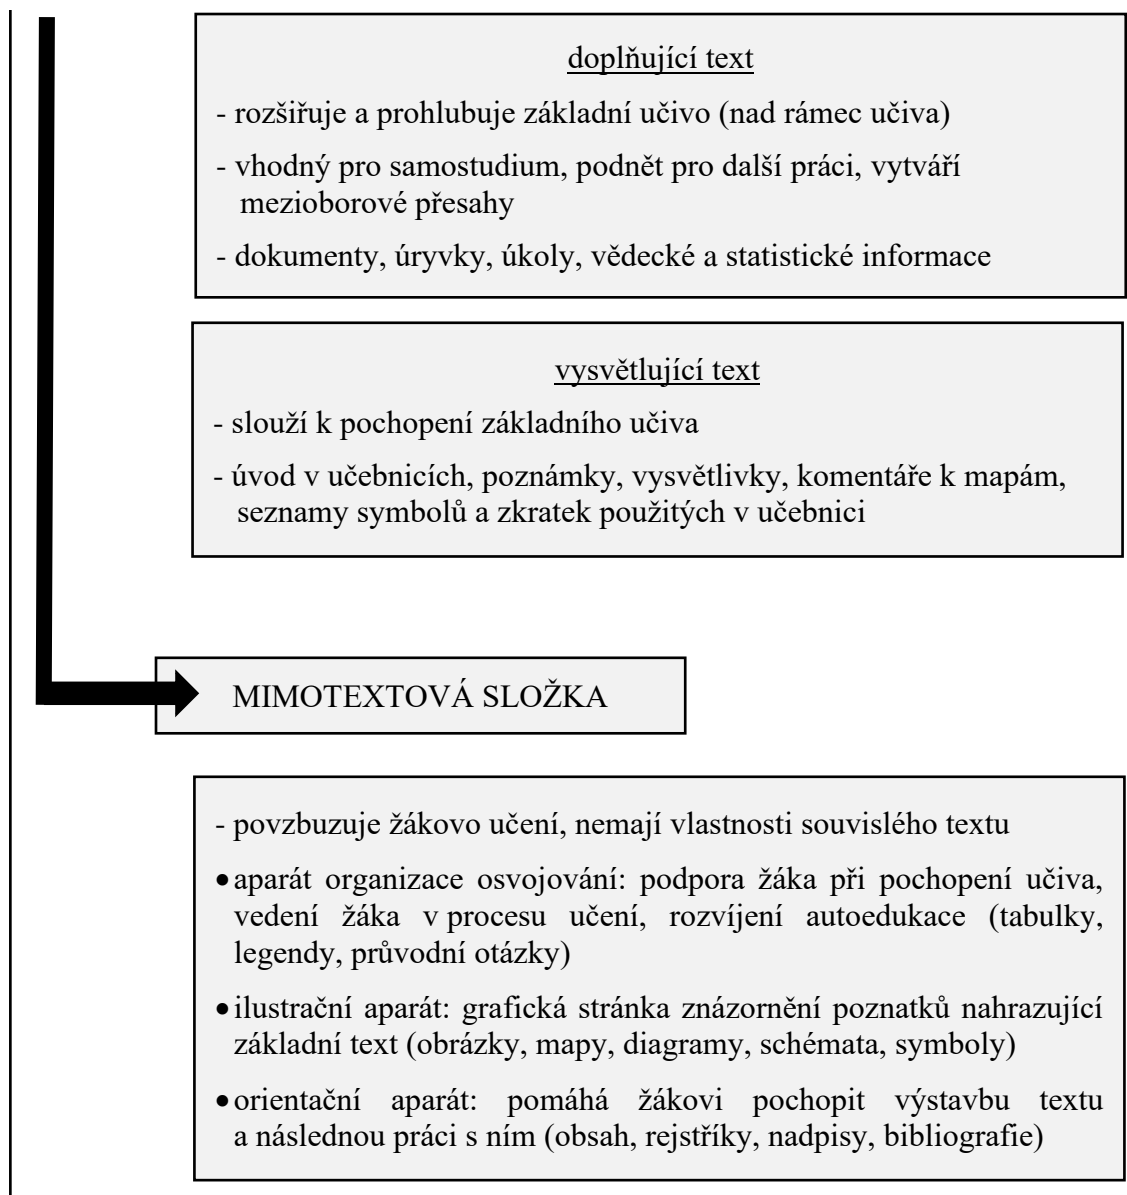 doplňující text
- rozšiřuje a prohlubuje základní učivo (nad rámec učiva)
- vhodný pro samostudium, podnět pro další práci, vytváří
mezioborové přesahy
- dokumenty, úryvky, úkoly, vědecké a statistické informace
vysvětlující text
- slouží k pochopení základního učiva
- úvod v učebnicích, poznámky, vysvětlivky, komentáře k mapám,
seznamy symbolů a zkratek použitých v učebnici
MIMOTEXTOVÁ SLOŽKA
- povzbuzuje žákovo učení, nemají vlastnosti souvislého textu
•aparát organizace osvojování: podpora žáka při pochopení učiva,
vedení žáka v procesu učení, rozvíjení autoedukace (tabulky,
legendy, průvodní otázky)
•ilustrační aparát: grafická stránka znázornění poznatků nahrazující
základní text (obrázky, mapy, diagramy, schémata, symboly)
•orientační aparát: pomáhá žákovi pochopit výstavbu textu
a následnou práci s ním (obsah, rejstříky, nadpisy, bibliografie)